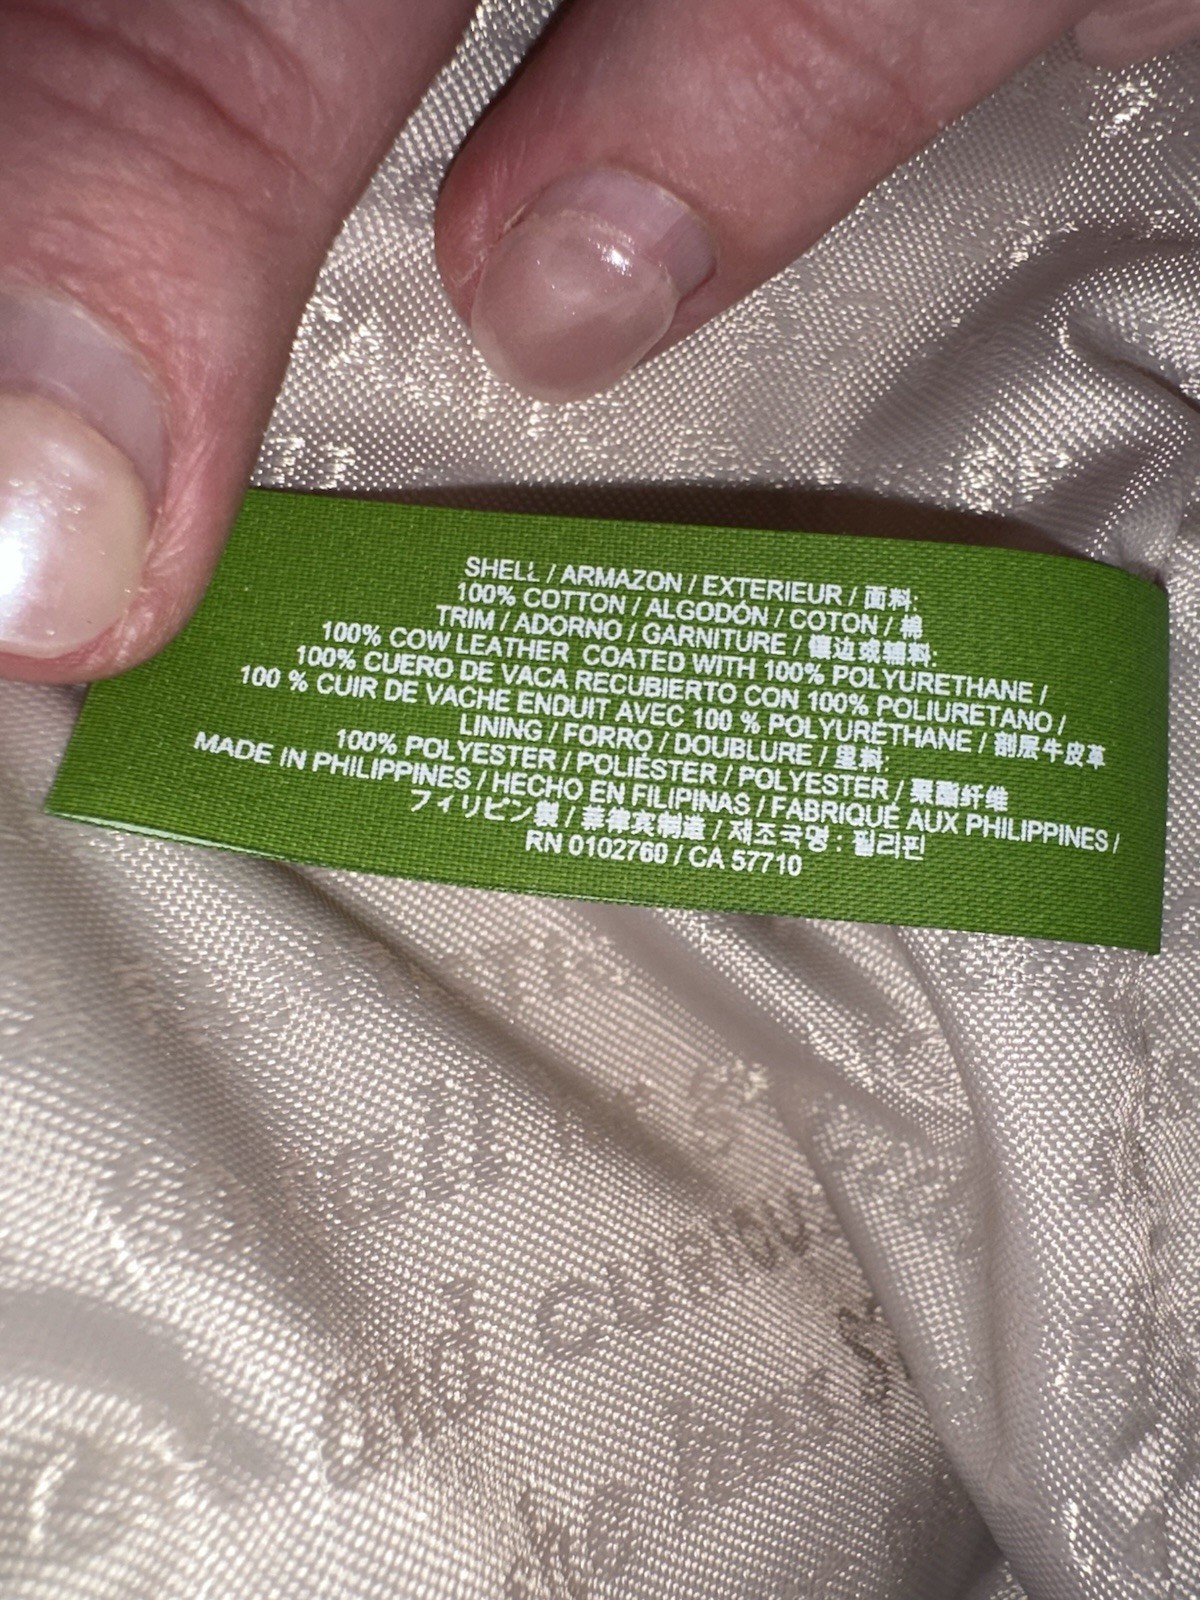 SHELL / ARMAZON / EXTERIEUR / 面料:
100% COTTON / ALGODÓN / COTON / 棉
TRIM / ADORNO / GARNITURE / 镶边或辅料:
100% COW LEATHER COATED WITH 100% POLYURETHANE /
100% CUERO DE VACA RECUBIERTO CON 100% POLIURETANO /
100 % CUIR DE VACHE ENDUIT AVEC 100 % POLYURÉTHANE / 剖层牛皮革
LINING / FORRO / DOUBLURE / 里料:
100% POLYESTER / POLIÉSTER / POLYESTER / 聚酯纤维
MADE IN PHILIPPINES / HECHO EN FILIPINAS / FABRIQUÉ AUX PHILIPPINES /
フィリピン製 / 菲律宾制造 / 제조국명 : 필리핀
RN 0102760 / CA 57710